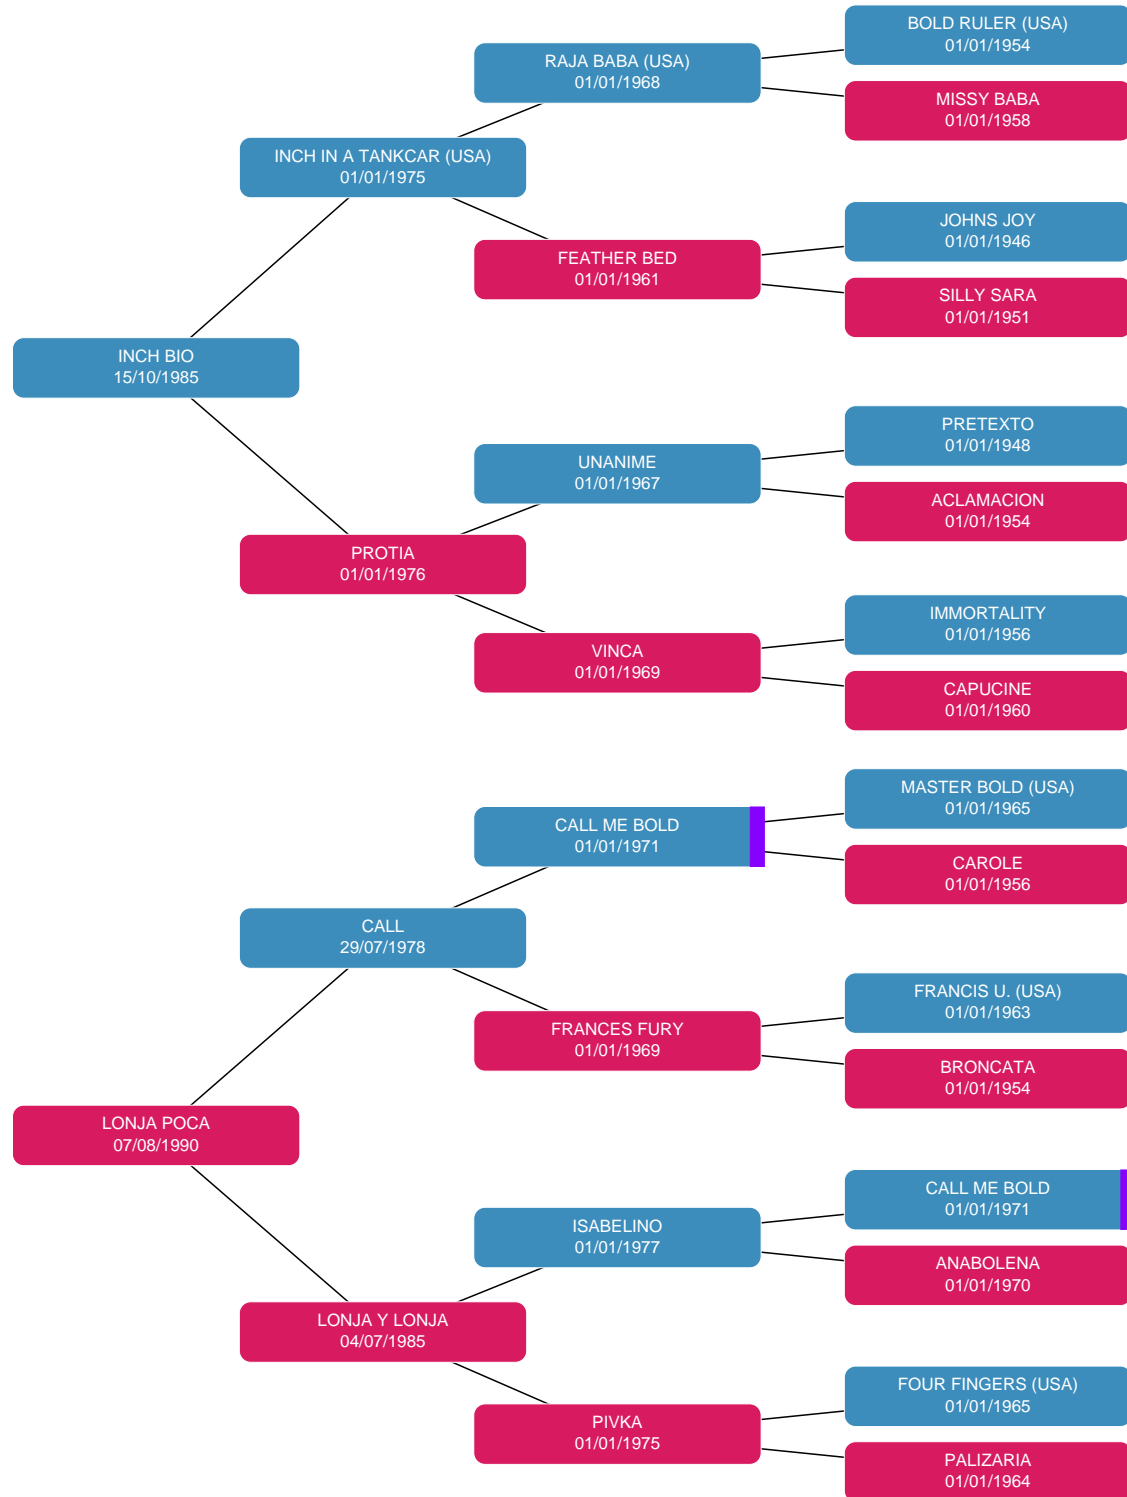 BOLD RULER (USA)
01/01/1954
RAJA BABA (USA)
01/01/1968
MISSY BABA
01/01/1958
INCH IN A TANKCAR (USA)
01/01/1975
JOHNS JOY
01/01/1946
FEATHER BED
01/01/1961
SILLY SARA
01/01/1951
INCH BIO
15/10/1985
PRETEXTO
01/01/1948
UNANIME
01/01/1967
ACLAMACION
01/01/1954
PROTIA
01/01/1976
IMMORTALITY
01/01/1956
VINCA
01/01/1969
CAPUCINE
01/01/1960
MASTER BOLD (USA)
01/01/1965
CALL ME BOLD
01/01/1971
CAROLE
01/01/1956
CALL
29/07/1978
FRANCIS U. (USA)
01/01/1963
FRANCES FURY
01/01/1969
BRONCATA
01/01/1954
LONJA POCA
07/08/1990
CALL ME BOLD
01/01/1971
ISABELINO
01/01/1977
ANABOLENA
01/01/1970
LONJA Y LONJA
04/07/1985
FOUR FINGERS (USA)
01/01/1965
PIVKA
01/01/1975
PALIZARIA
01/01/1964